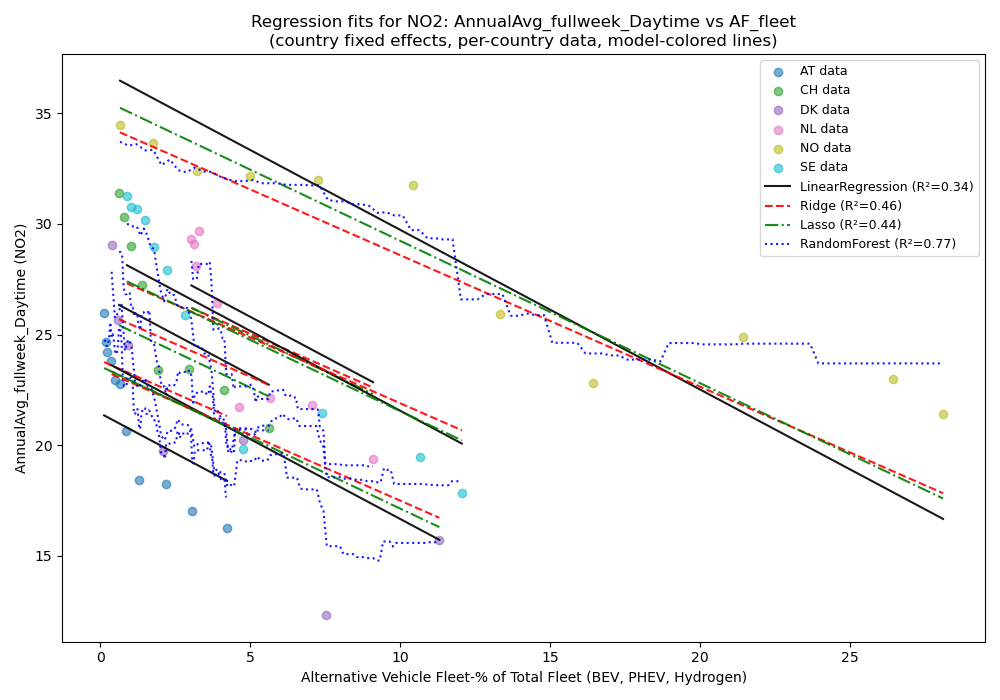 Regression fits for NO2: AnnualAvg_fullweek_Daytime vs AF_fleet
(country fixed effects, per-country data, model-colored lines)
AnnualAvg_fullweek_Daytime (NO2)
35
30
25
20
15
AT data
CH data
DK data
NL data
NO data
SE data
LinearRegression (R²=0.34)
Ridge (R²=0.46)
Lasso (R²=0.44)
RandomForest (R²=0.77)
0 5 10 15 20 25
Alternative Vehicle Fleet-% of Total Fleet (BEV, PHEV, Hydrogen)